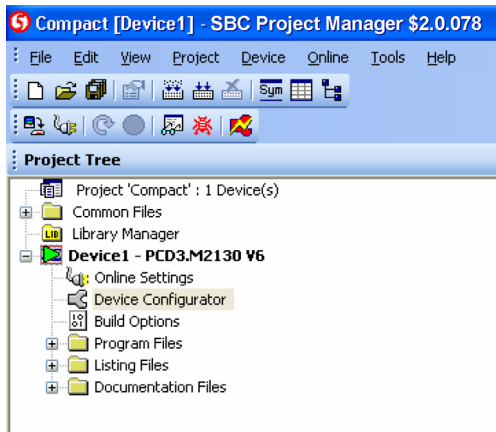 Compact [Device1] - SBC Project Manager $2.0.078
File Edit View Project Device Online Tools Help
Sym
Project Tree
Project 'Compact' : 1 Device(s)
Common Files
LIB Library Manager
Device1 - PCD3.M2130 V6
Online Settings
Device Configurator
Build Options
Program Files
Listing Files
Documentation Files